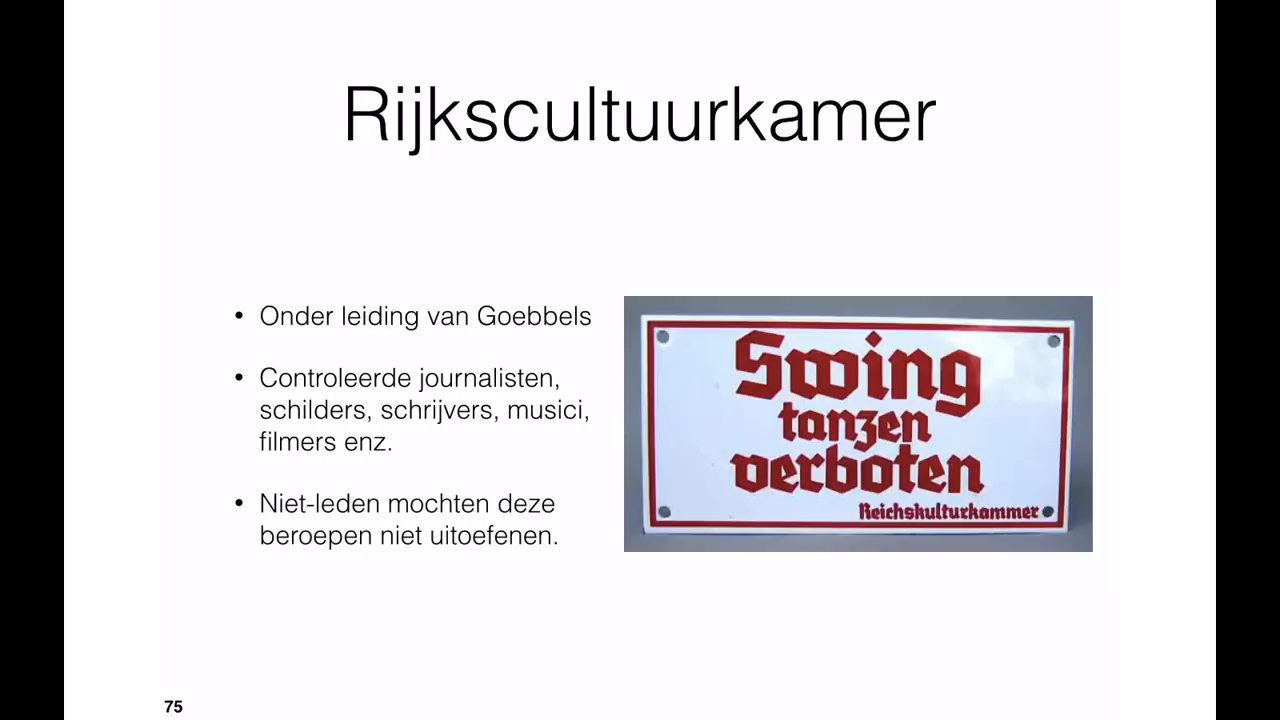 Rijkscultuurkamer
• Onder leiding van Goebbels
• Controleerde journalisten,
schilders, schrijvers, musici,
filmers enz.
• Niet-leden mochten deze
beroepen niet uitoefenen.
Swing
tanzen
verboten
Reichskulturkammer
75